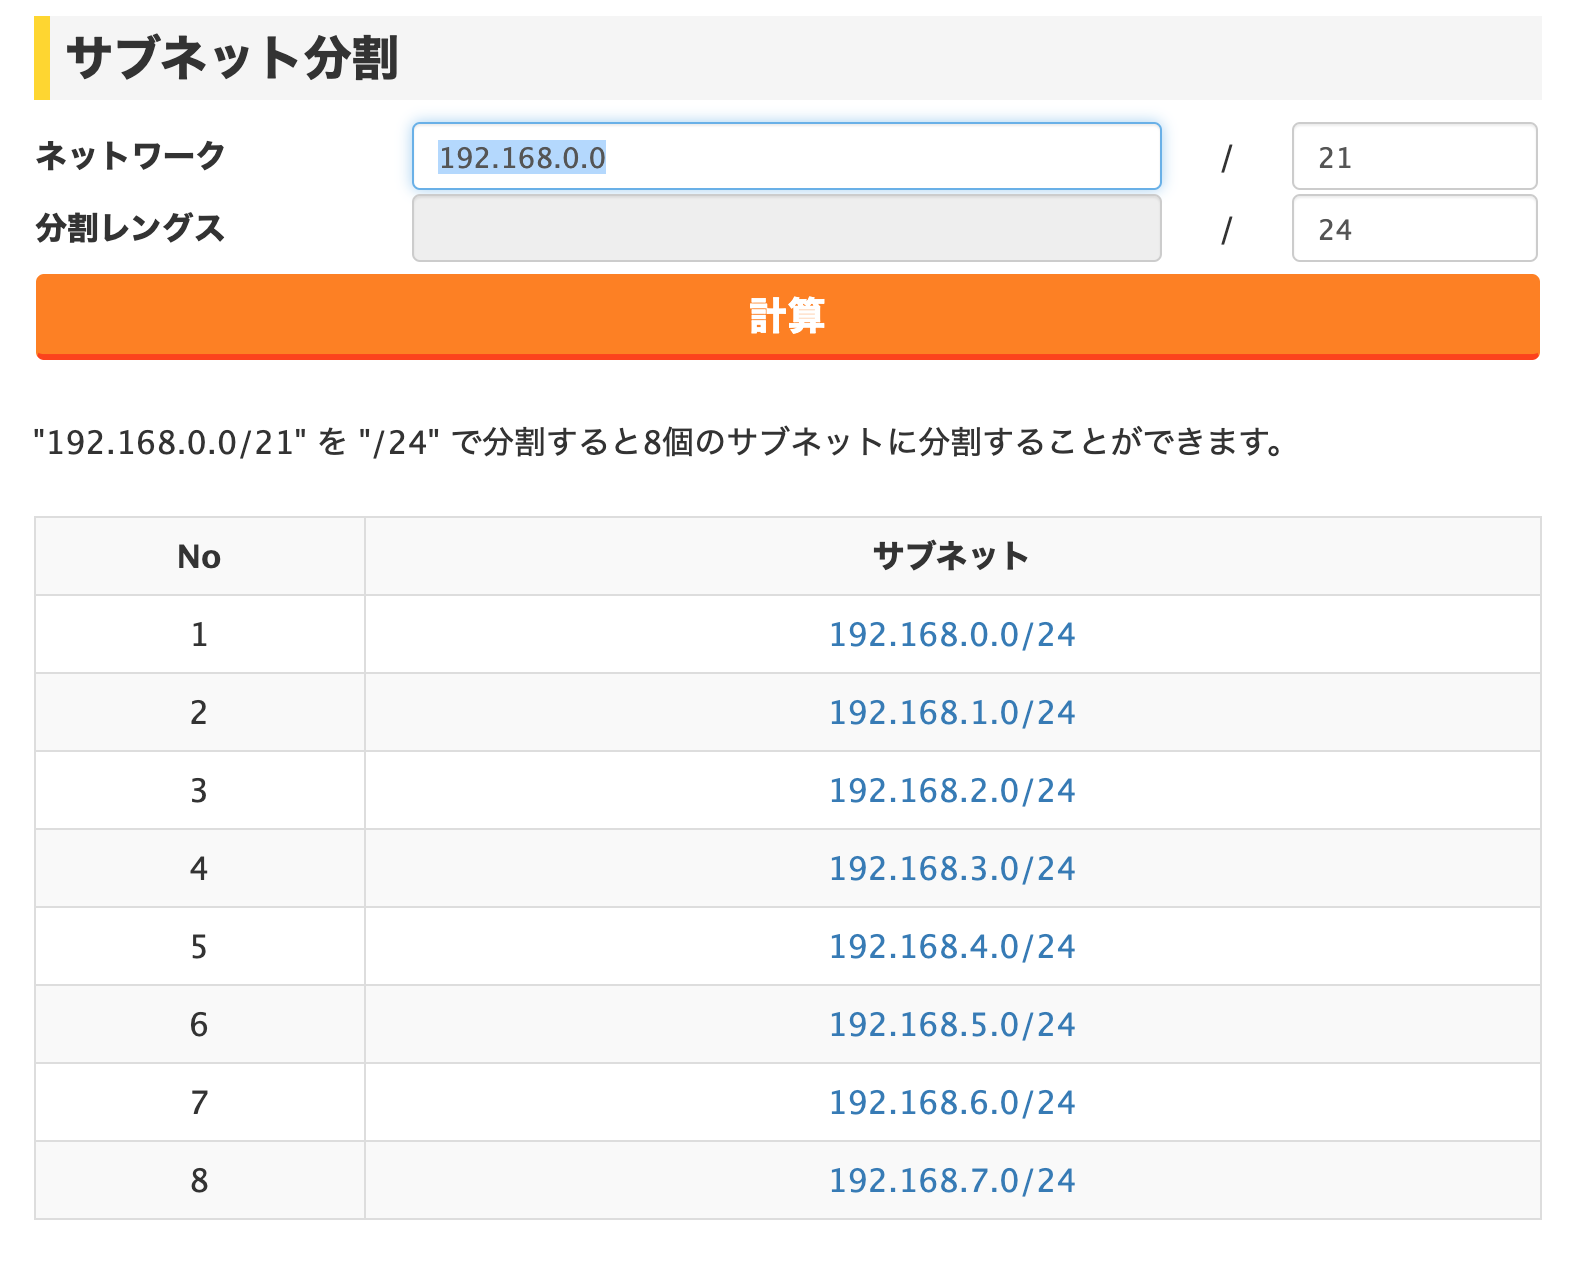 サブネット分割
ネットワーク 192.168.0.0 / 21
分割レングス / 24
計算
"192.168.0.0/21" を "/24" で分割すると8個のサブネットに分割することができます。
No サブネット
1 192.168.0.0/24
2 192.168.1.0/24
3 192.168.2.0/24
4 192.168.3.0/24
5 192.168.4.0/24
6 192.168.5.0/24
7 192.168.6.0/24
8 192.168.7.0/24